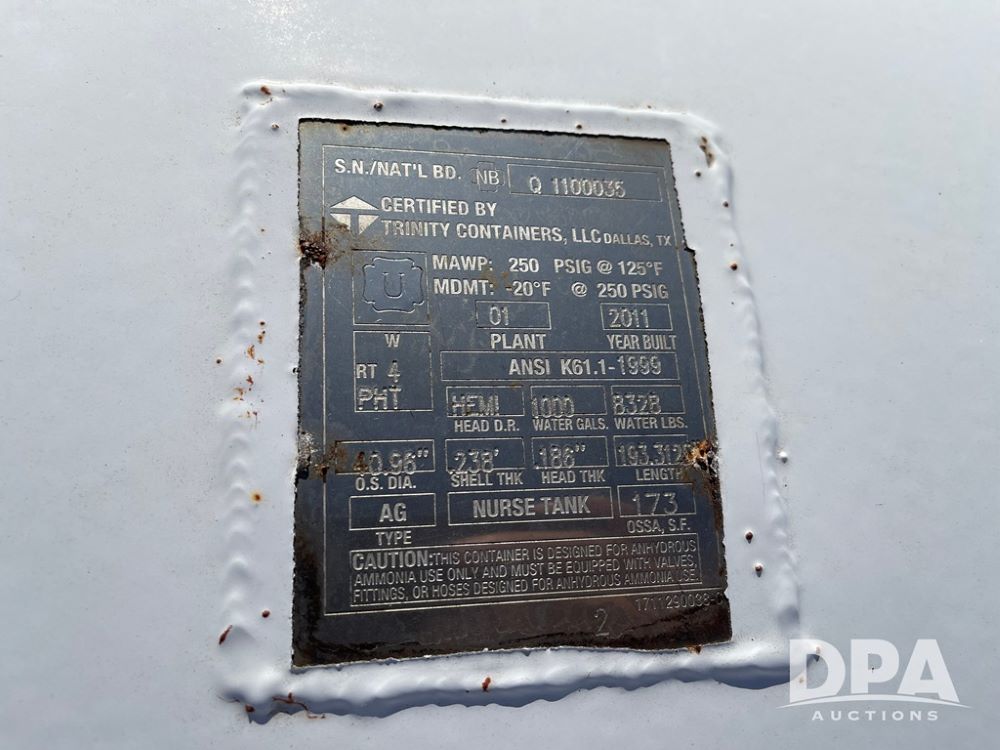 S.N./NAT'L BD. NB Q 1100035
CERTIFIED BY
TRINITY CONTAINERS, LLC DALLAS, TX
U
MAWP: 250 PSIG @ 125°F
MDMT: -20°F @ 250 PSIG
01 2011
W PLANT YEAR BUILT
RT 4 ANSI K61.1-1999
PHT HEMI 1000 8328
HEAD D.R. WATER GALS. WATER LBS.
40.96" .238" .186"
O.S. DIA. SHELL THK HEAD THK LENGTH
AG NURSE TANK 173
TYPE OSSA, S.F.
CAUTION: THIS CONTAINER IS DESIGNED FOR ANHYDROUS
AMMONIA USE ONLY AND MUST BE EQUIPPED WITH VALVES,
FITTINGS, OR HOSES DESIGNED FOR ANHYDROUS AMMONIA USE.
2
DPA
AUCTIONS